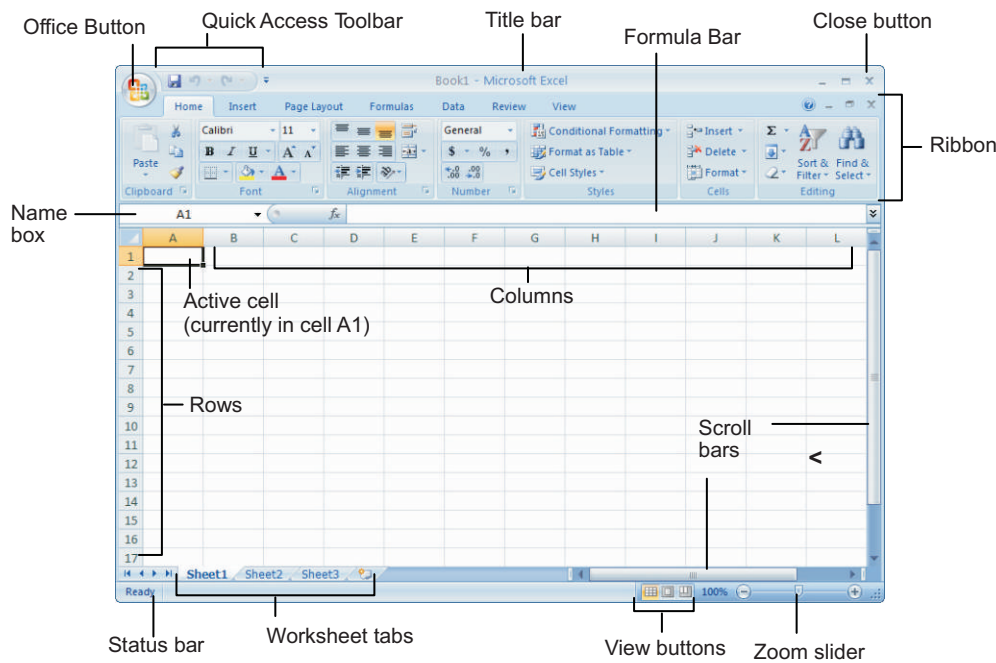 Office Button
Quick Access Toolbar
Title bar
Formula Bar
Close button
Book1 - Microsoft Excel
Home Insert Page Layout Formulas Data Review View
Ribbon
Paste
Calibri 11
B I U A A
A
General
$ % ,
.00 .00
Conditional Formatting
Format as Table
Cell Styles
Insert
Delete
Format
Σ
Sort & Filter
Find & Select
Clipboard Font Alignment Number Styles Cells Editing
Name box
A1
fx
A B C D E F G H I J K L
1
2
3
4
5
6
7
8
9
10
11
12
13
14
15
16
17
Active cell
(currently in cell A1)
Columns
Rows
Scroll
bars
<
Sheet1 Sheet2 Sheet3
Ready
100%
Status bar
Worksheet tabs
View buttons
Zoom slider